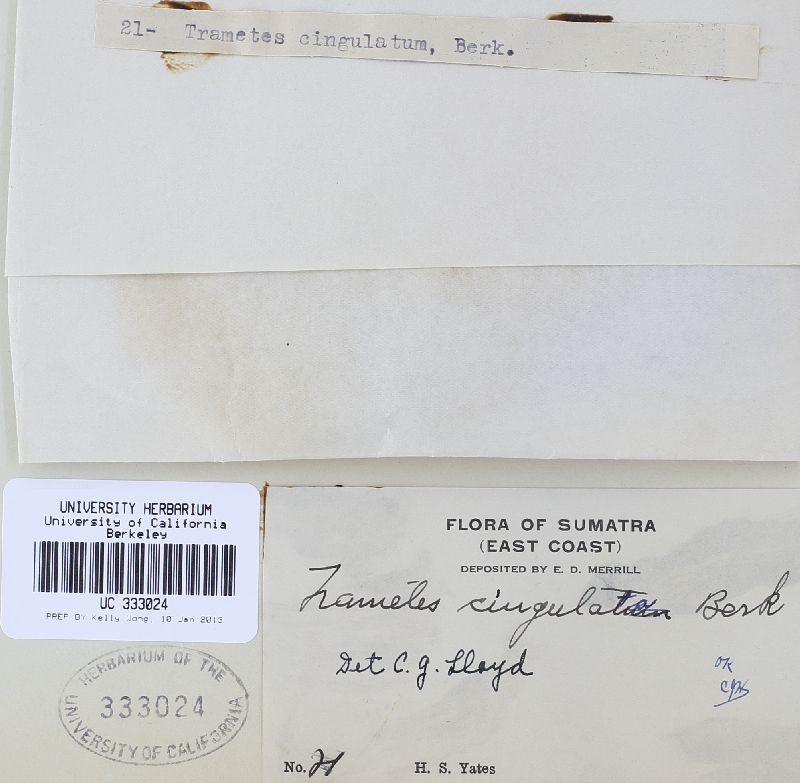 21- Trametes cingulatum, Berk.
UNIVERSITY HERBARIUM
University of California
Berkeley
UC 333024
PREP BY Kelly Jong, 10 Jan 2013
HERBARIUM OF THE
333024
UNIVERSITY OF CALIFORNIA
FLORA OF SUMATRA
(EAST COAST)
DEPOSITED BY E. D. MERRILL
Trametes cingulata Berk
Det C. G. Lloyd
OK
No. 21 H. S. Yates